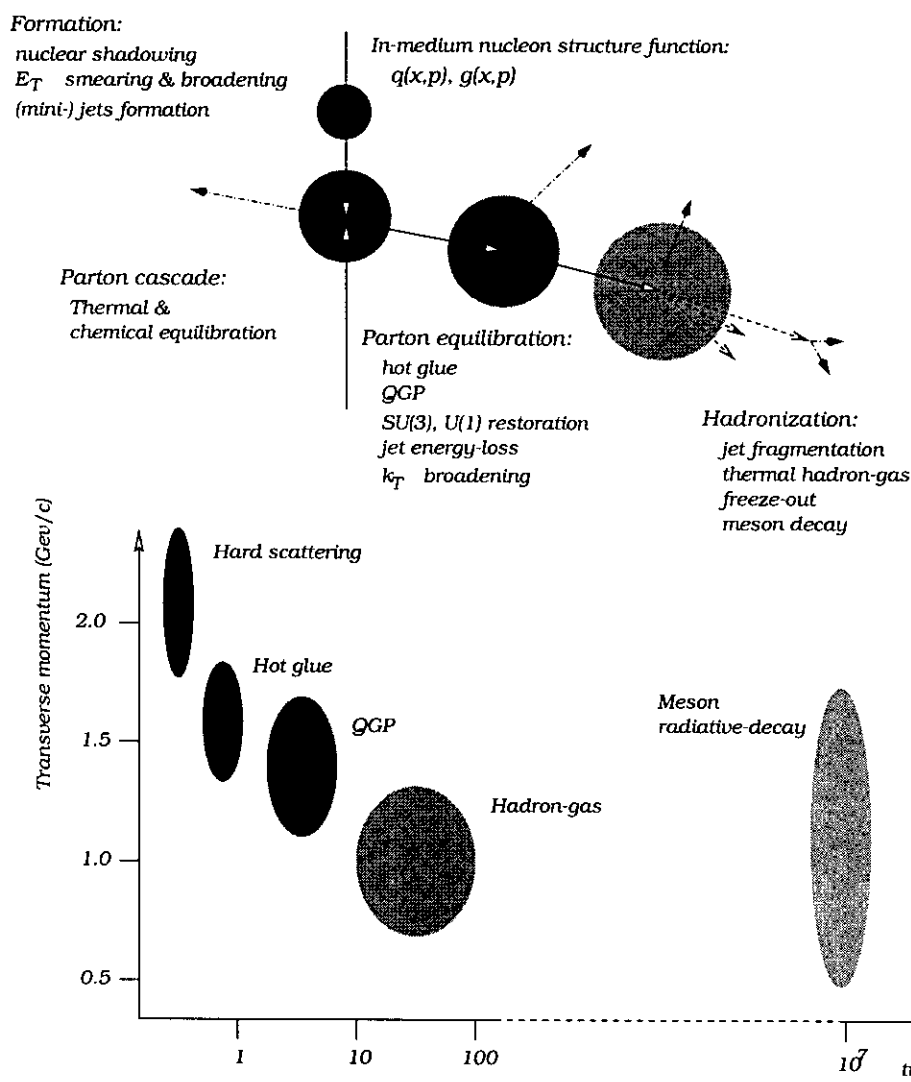 Formation:
nuclear shadowing
E_T smearing & broadening
(mini-) jets formation
In-medium nucleon structure function:
q(x,p), g(x,p)
Parton cascade:
Thermal &
chemical equilibration
Parton equilibration:
hot glue
QGP
SU(3), U(1) restoration
jet energy-loss
k_T broadening
Hadronization:
jet fragmentation
thermal hadron-gas
freeze-out
meson decay
Transverse momentum (Gev/c)
2.0
1.5
1.0
0.5
Hard scattering
Hot glue
QGP
Hadron-gas
Meson
radiative-decay
1
10
100
10^7